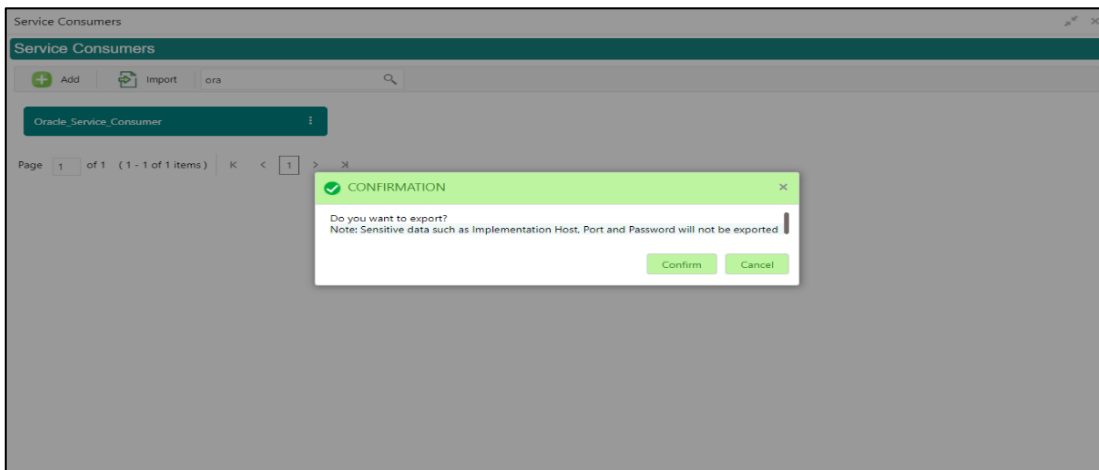 Service Consumers
Service Consumers
Add Import ora
Oracle_Service_Consumer
Page 1 of 1 (1 - 1 of 1 items) K < 1 > ꓘ
CONFIRMATION
Do you want to export?
Note: Sensitive data such as Implementation Host, Port and Password will not be exported
Confirm Cancel